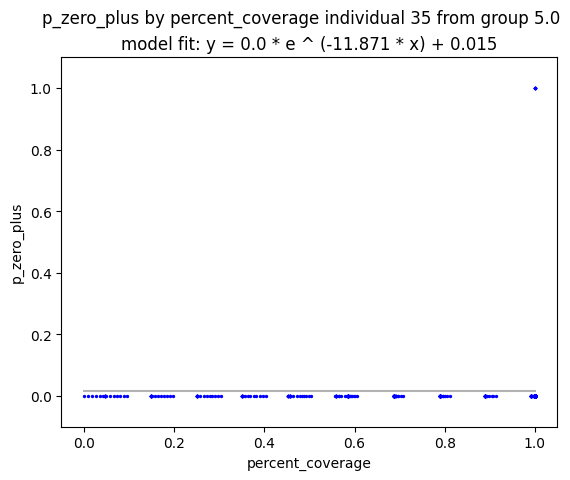 p_zero_plus by percent_coverage individual 35 from group 5.0
model fit: y = 0.0 * e ^ (-11.871 * x) + 0.015
1.0
0.8
0.6
0.4
0.2
0.0
p_zero_plus
0.0 0.2 0.4 0.6 0.8 1.0
percent_coverage